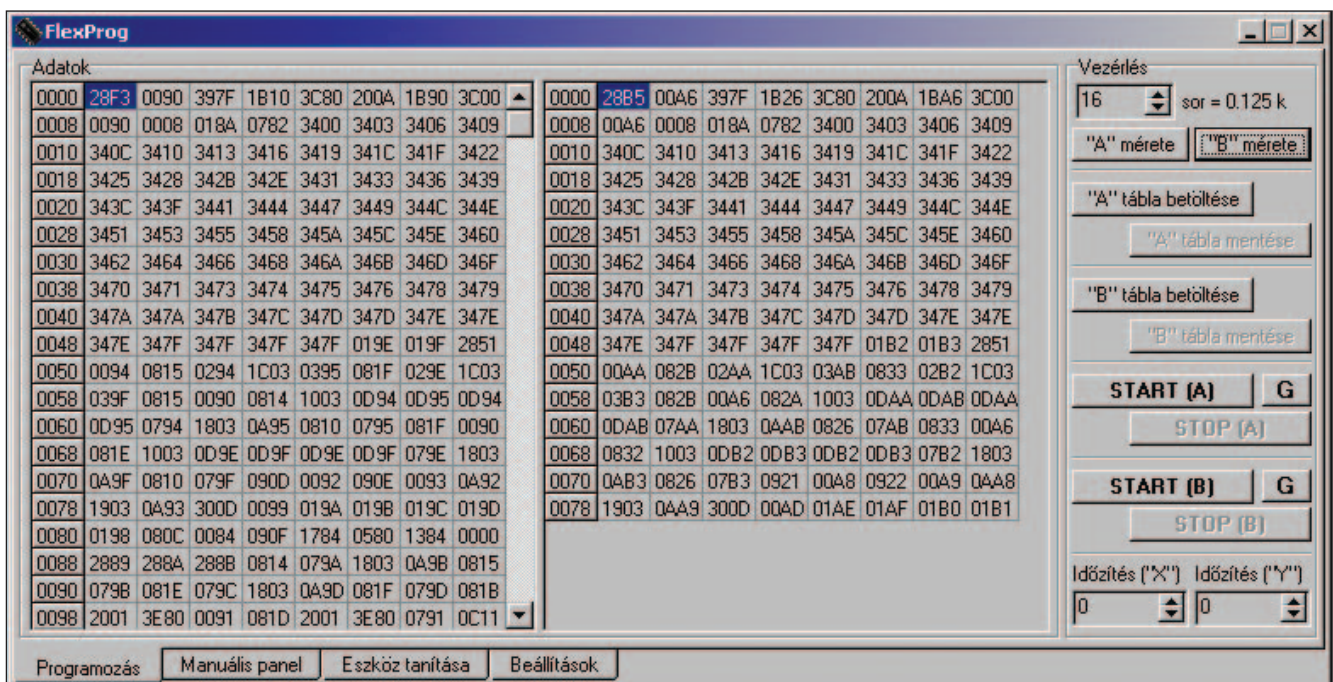 FlexProg
Adatok
0000 28F3 0090 397F 1B10 3C80 200A 1B90 3C00
0008 0090 0008 018A 0782 3400 3403 3406 3409
0010 340C 3410 3413 3416 3419 341C 341F 3422
0018 3425 3428 342B 342E 3431 3433 3436 3439
0020 343C 343F 3441 3444 3447 3449 344C 344E
0028 3451 3453 3455 3458 345A 345C 345E 3460
0030 3462 3464 3466 3468 346A 346B 346D 346F
0038 3470 3471 3473 3474 3475 3476 3478 3479
0040 347A 347A 347B 347C 347D 347D 347E 347E
0048 347E 347F 347F 347F 347F 019E 019F 2851
0050 0094 0815 0294 1C03 0395 081F 029E 1C03
0058 039F 0815 0090 0814 1003 0D94 0D95 0D94
0060 0D95 0794 1803 0A95 0810 0795 081F 0090
0068 081E 1003 0D9E 0D9F 0D9E 0D9F 079E 1803
0070 0A9F 0810 079F 090D 0092 090E 0093 0A92
0078 1903 0A93 300D 0099 019A 019B 019C 019D
0080 0198 080C 0084 090F 1784 0580 1384 0000
0088 2889 288A 288B 0814 079A 1803 0A9B 0815
0090 079B 081E 079C 1803 0A9D 081F 079D 081B
0098 2001 3E80 0091 081D 2001 3E80 0791 0C11
0000 28B5 00A6 397F 1B26 3C80 200A 1BA6 3C00
0008 00A6 0008 018A 0782 3400 3403 3406 3409
0010 340C 3410 3413 3416 3419 341C 341F 3422
0018 3425 3428 342B 342E 3431 3433 3436 3439
0020 343C 343F 3441 3444 3447 3449 344C 344E
0028 3451 3453 3455 3458 345A 345C 345E 3460
0030 3462 3464 3466 3468 346A 346B 346D 346F
0038 3470 3471 3473 3474 3475 3476 3478 3479
0040 347A 347A 347B 347C 347D 347D 347E 347E
0048 347E 347F 347F 347F 347F 01B2 01B3 2851
0050 00AA 082B 02AA 1C03 03AB 0833 02B2 1C03
0058 03B3 082B 00A6 082A 1003 0DAA 0DAB 0DAA
0060 0DAB 07AA 1803 0AAB 0826 07AB 0833 00A6
0068 0832 1003 0DB2 0DB3 0DB2 0DB3 07B2 1803
0070 0AB3 0826 07B3 0921 00A8 0922 00A9 0AA8
0078 1903 0AA9 300D 00AD 01AE 01AF 01B0 01B1
Vezérlés
16 sor = 0.125 k
"A" mérete "B" mérete
"A" tábla betöltése
"A" tábla mentése
"B" tábla betöltése
"B" tábla mentése
START (A) G
STOP (A)
START (B) G
STOP (B)
Időzítés ("X") Időzítés ("Y")
0 0
Programozás Manuális panel Eszköz tanítása Beállítások